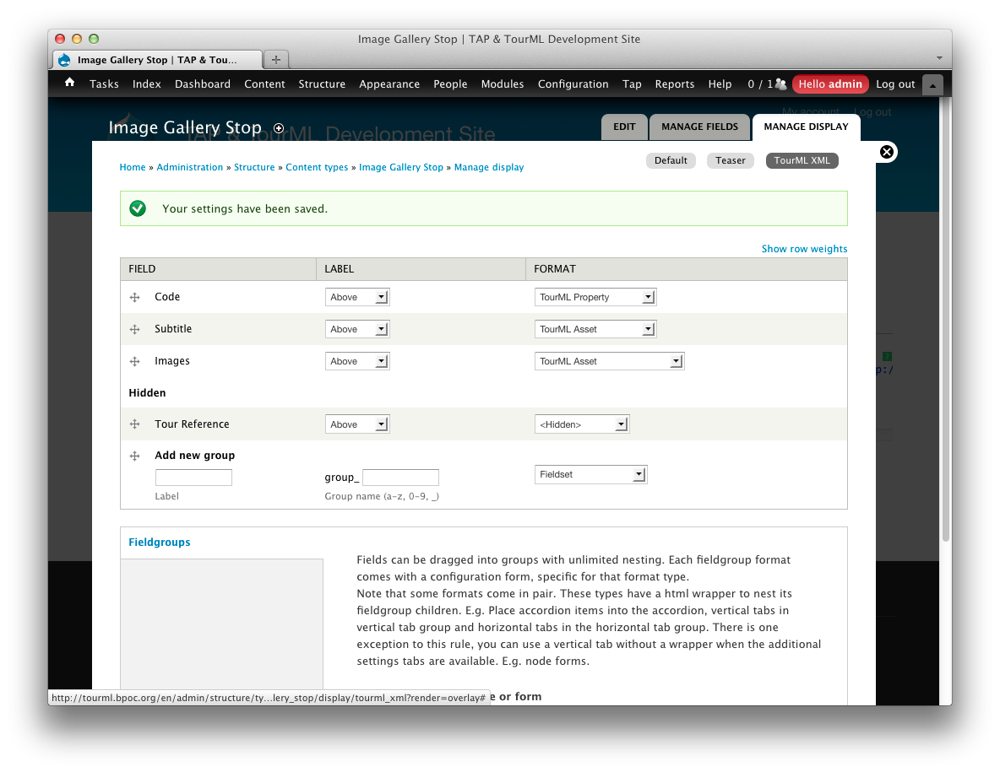 Image Gallery Stop | TAP & TourML Development Site
Image Gallery Stop | TAP & Tou...
Tasks Index Dashboard Content Structure Appearance People Modules Configuration Tap Reports Help 0 / 1 Hello admin Log out
My account Log out
TAP & TourML Development Site
Image Gallery Stop
EDIT MANAGE FIELDS MANAGE DISPLAY
Default Teaser TourML XML
Home » Administration » Structure » Content types » Image Gallery Stop » Manage display
Your settings have been saved.
Show row weights
FIELD LABEL FORMAT
Code Above TourML Property
Subtitle Above TourML Asset
Images Above TourML Asset
p:/
Hidden
Tour Reference Above <Hidden>
Add new group
group_ Fieldset
Label Group name (a-z, 0-9, _)
Fieldgroups
Fields can be dragged into groups with unlimited nesting. Each fieldgroup format
comes with a configuration form, specific for that format type.
Note that some formats come in pair. These types have a html wrapper to nest its
fieldgroup children. E.g. Place accordion items into the accordion, vertical tabs in
vertical tab group and horizontal tabs in the horizontal tab group. There is one
exception to this rule, you can use a vertical tab without a wrapper when the additional
settings tabs are available. E.g. node forms.
e or form
http://tourml.bpoc.org/en/admin/structure/ty...lery_stop/display/tourml_xml?render=overlay#